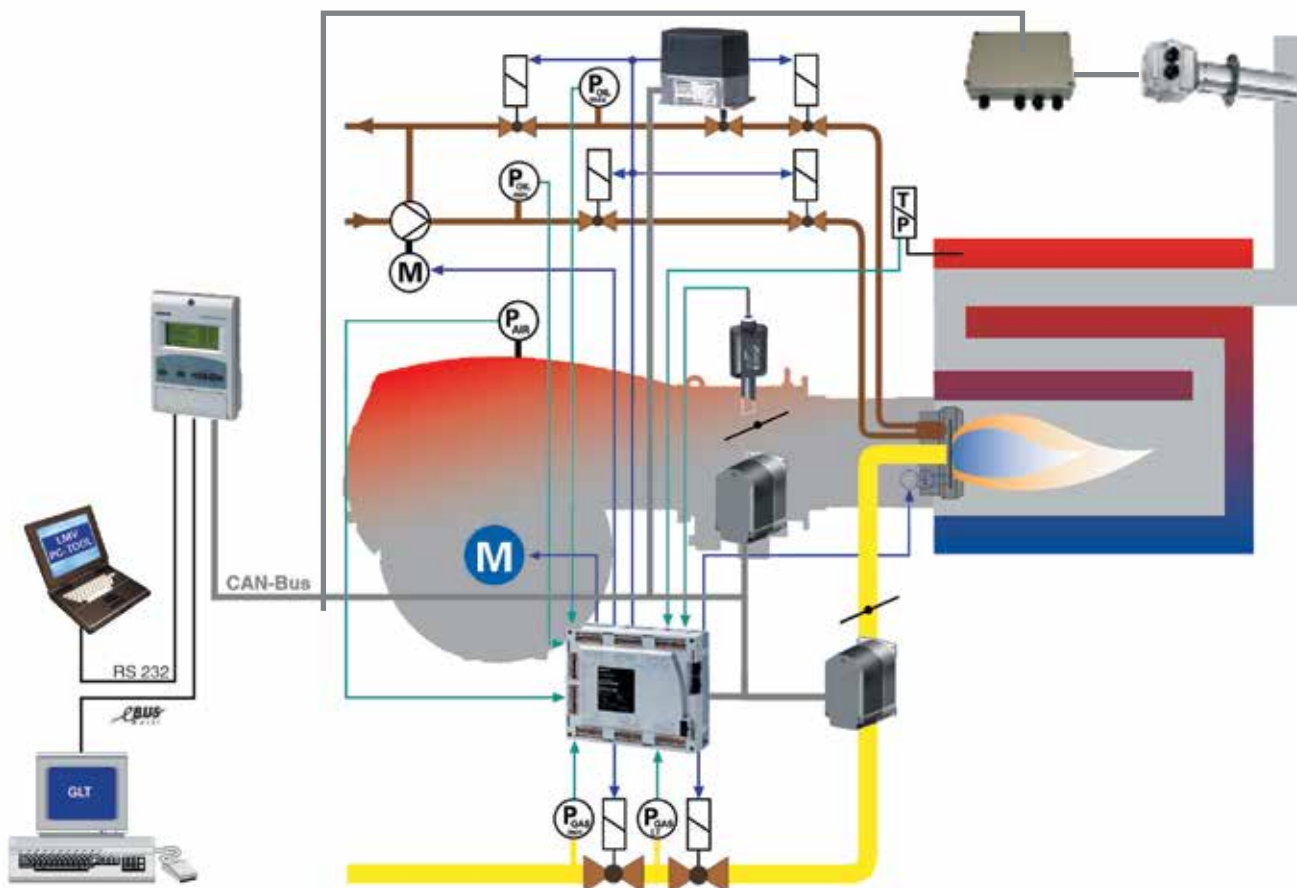 P
OIL
max
P
OIL
min
T
P
M
P
AIR
M
CAN-Bus
LMV
PC-TOOL
RS 232
eBUS
GLT
P
GAS
min
P
GAS